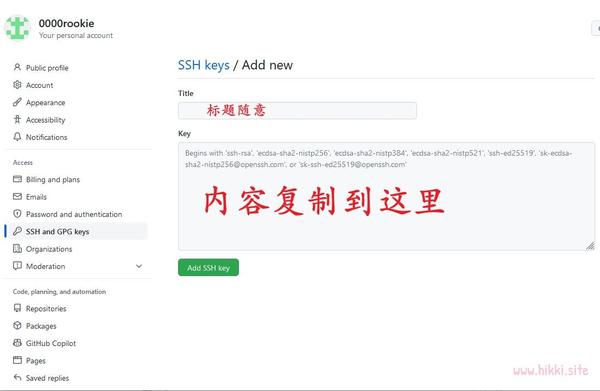 0000rookie
Your personal account
Public profile
Account
Appearance
Accessibility
Notifications
Access
Billing and plans
Emails
Password and authentication
SSH and GPG keys
Organizations
Moderation
Code, planning, and automation
Repositories
Packages
GitHub Copilot
Pages
Saved replies
SSH keys / Add new
Title
标题随意
Key
Begins with 'ssh-rsa', 'ecdsa-sha2-nistp256', 'ecdsa-sha2-nistp384', 'ecdsa-sha2-nistp521', 'ssh-ed25519', 'sk-ecdsa-
sha2-nistp256@openssh.com', or 'sk-ssh-ed25519@openssh.com'
内容复制到这里
Add SSH key
www.hikki.site